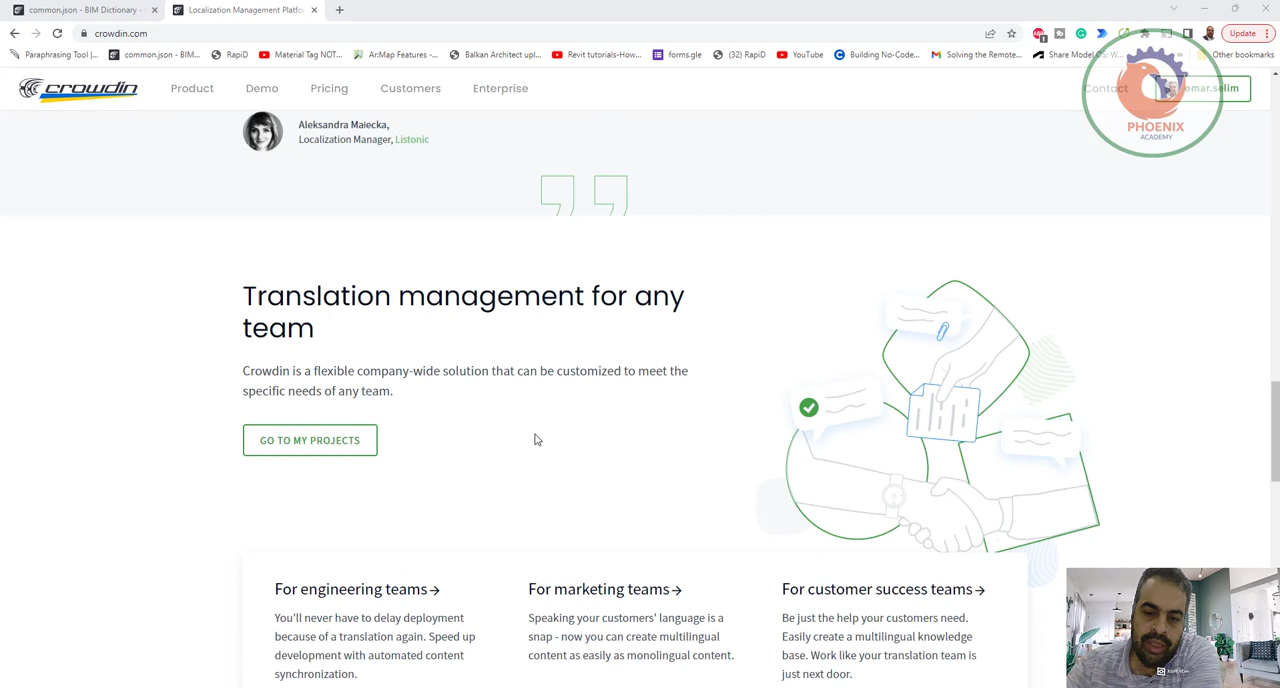 common.json - BIM Dictionary -
Localization Management Platfo
crowdin.com
Update
Paraphrasing Tool |...
common.json - BIM...
RapiD
Material Tag NOT...
ArMap Features -...
Balkan Architect upl...
Revit tutorials-How...
forms.gle
(32) RapiD
YouTube
Building No-Code...
Solving the Remote...
Share Model
Other bookmarks
crowdin
Product
Demo
Pricing
Customers
Enterprise
Contact
omar.selim
PHOENIX
ACADEMY
Aleksandra Małecka,
Localization Manager, Listonic
Translation management for any
team
Crowdin is a flexible company-wide solution that can be customized to meet the
specific needs of any team.
GO TO MY PROJECTS
For engineering teams→
You'll never have to delay deployment
because of a translation again. Speed up
development with automated content
synchronization.
For marketing teams→
Speaking your customers' language is a
snap - now you can create multilingual
content as easily as monolingual content.
For customer success teams→
Be just the help your customers need.
Easily create a multilingual knowledge
base. Work like your translation team is
just next door.